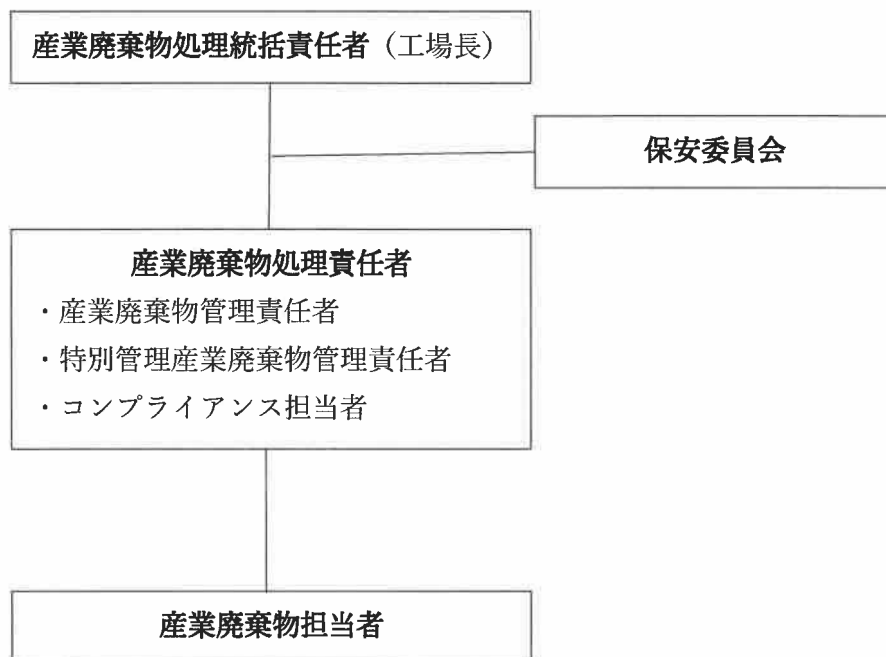 産業廃棄物処理統括責任者（工場長）
保安委員会
産業廃棄物処理責任者
・産業廃棄物管理責任者
・特別管理産業廃棄物管理責任者
・コンプライアンス担当者
産業廃棄物担当者